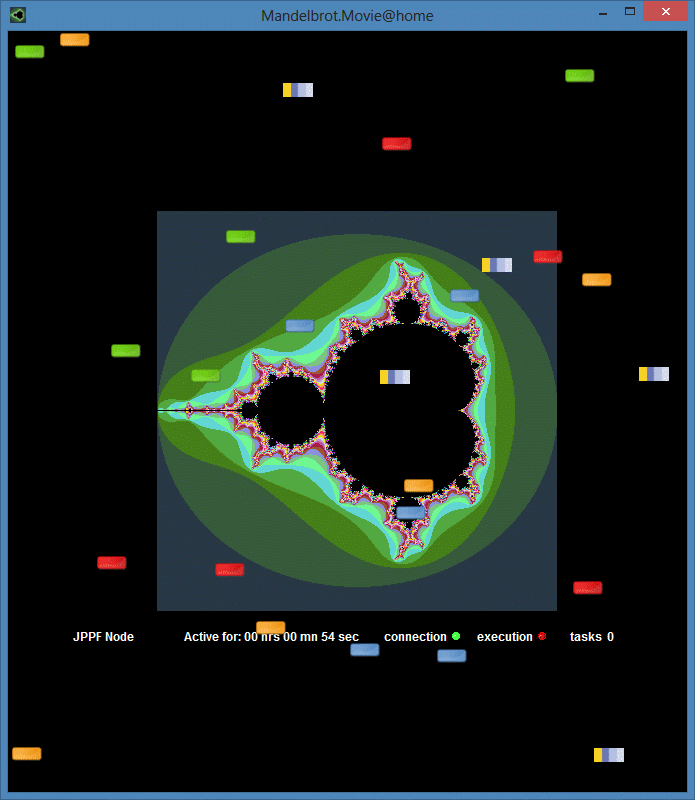 Mandelbrot.Movie@home
JPPF Node Active for: 00 hrs 00 mn 54 sec connection execution tasks 0